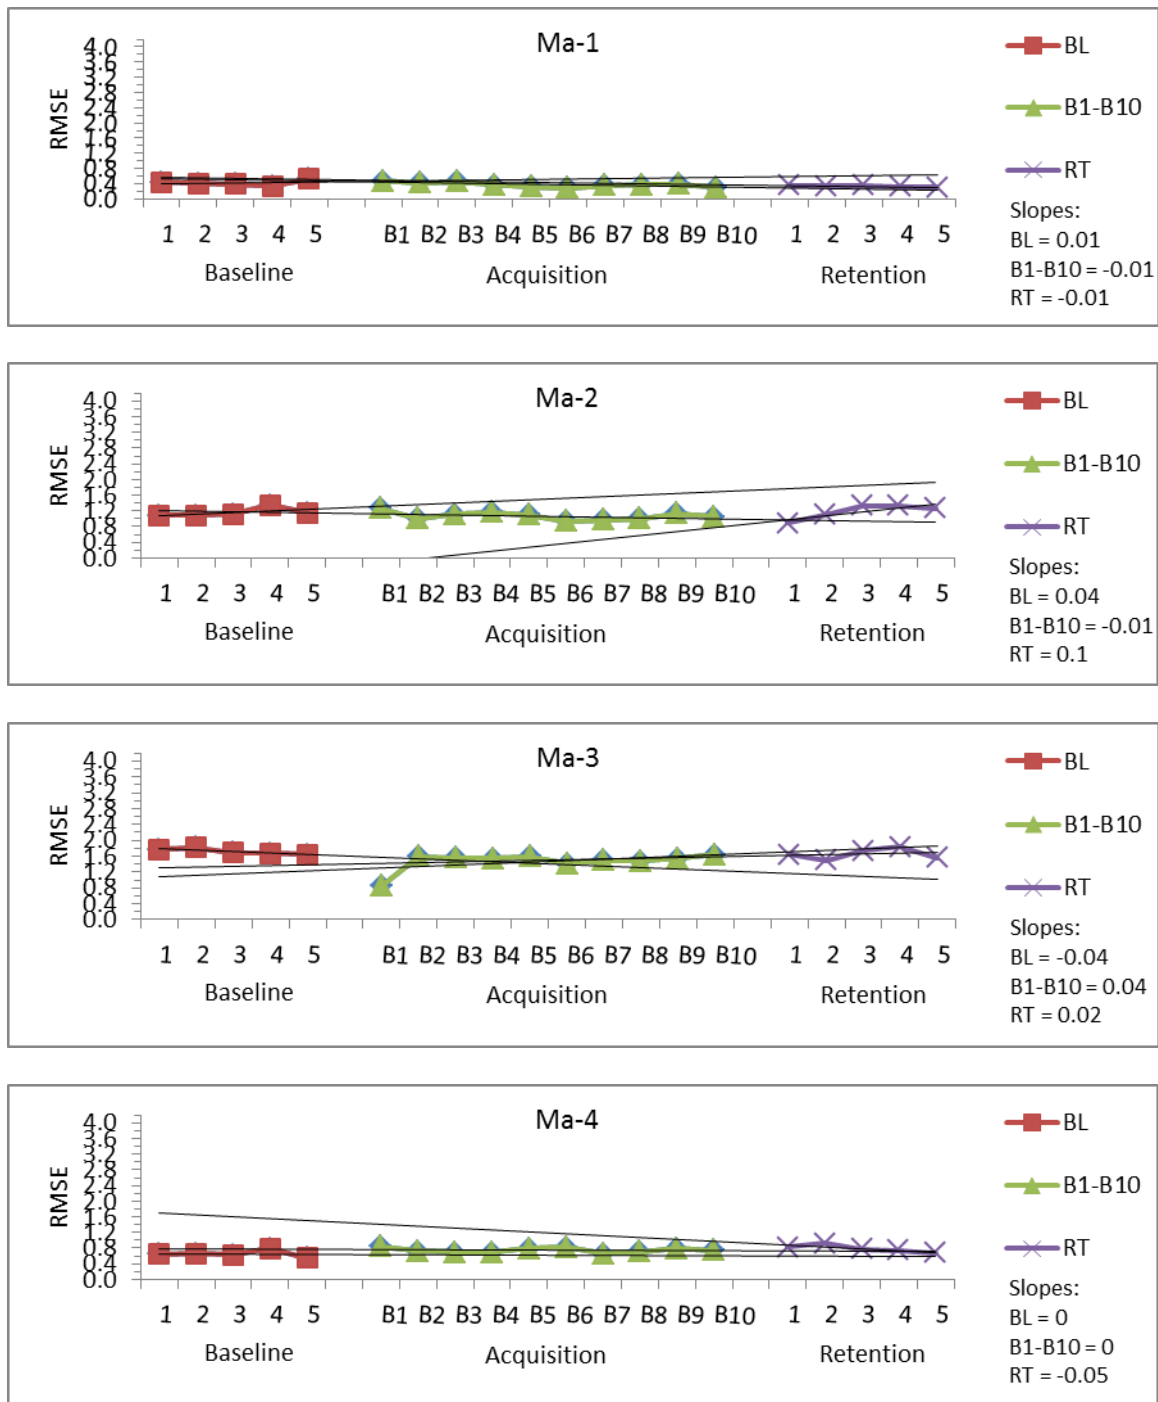 Ma-1
RMSE
4.0
3.6
3.2
2.8
2.4
2.0
1.6
1.2
0.8
0.4
0.0
1 2 3 4 5 B1 B2 B3 B4 B5 B6 B7 B8 B9 B10 1 2 3 4 5
Baseline Acquisition Retention
BL
B1-B10
RT
Slopes:
BL = 0.01
B1-B10 = -0.01
RT = -0.01
Ma-2
RMSE
4.0
3.6
3.2
2.8
2.4
2.0
1.6
1.2
0.8
0.4
0.0
1 2 3 4 5 B1 B2 B3 B4 B5 B6 B7 B8 B9 B10 1 2 3 4 5
Baseline Acquisition Retention
BL
B1-B10
RT
Slopes:
BL = 0.04
B1-B10 = -0.01
RT = 0.1
Ma-3
RMSE
4.0
3.6
3.2
2.8
2.4
2.0
1.6
1.2
0.8
0.4
0.0
1 2 3 4 5 B1 B2 B3 B4 B5 B6 B7 B8 B9 B10 1 2 3 4 5
Baseline Acquisition Retention
BL
B1-B10
RT
Slopes:
BL = -0.04
B1-B10 = 0.04
RT = 0.02
Ma-4
RMSE
4.0
3.6
3.2
2.8
2.4
2.0
1.6
1.2
0.8
0.4
0.0
1 2 3 4 5 B1 B2 B3 B4 B5 B6 B7 B8 B9 B10 1 2 3 4 5
Baseline Acquisition Retention
BL
B1-B10
RT
Slopes:
BL = 0
B1-B10 = 0
RT = -0.05